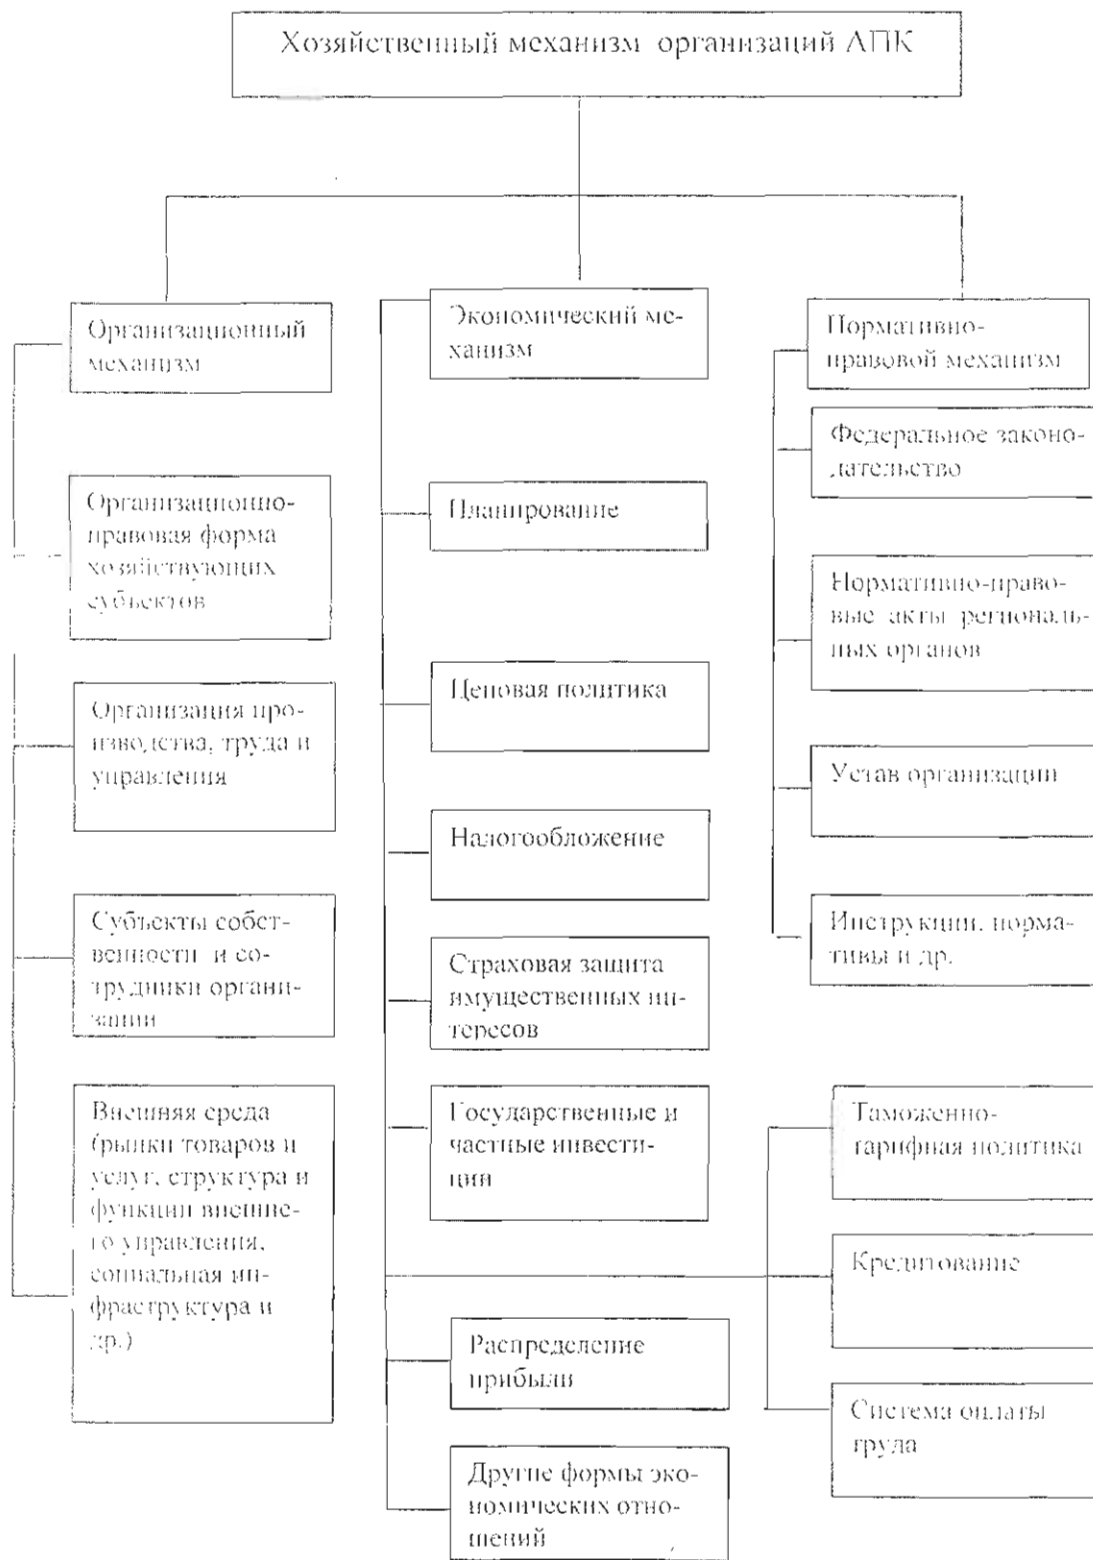 Хозяйственный механизм организаций АПК
Организационный
механизм
Организационно-
правовая форма
хозяйствующих
субъектов
Организация про-
изводства, труда и
управления
Субъекты собст-
венности и со-
трудники органи-
зации
Внешняя среда
(рынки товаров и
услуг, структура и
функции внешне-
го управления,
социальная ин-
фраструктура и
др.)
Экономический ме-
ханизм
Планирование
Ценовая политика
Налогообложение
Страховая защита
имущественных ин-
тересов
Государственные и
частные инвести-
ции
Распределение
прибыли
Другие формы эко-
номических отно-
шений
Нормативно-
правовой механизм
Федеральное законо-
дательство
Нормативно-право-
вые акты региональ-
ных органов
Устав организации
Инструкции, норма-
тивы и др.
Таможенно-
тарифная политика
Кредитование
Система оплаты
труда